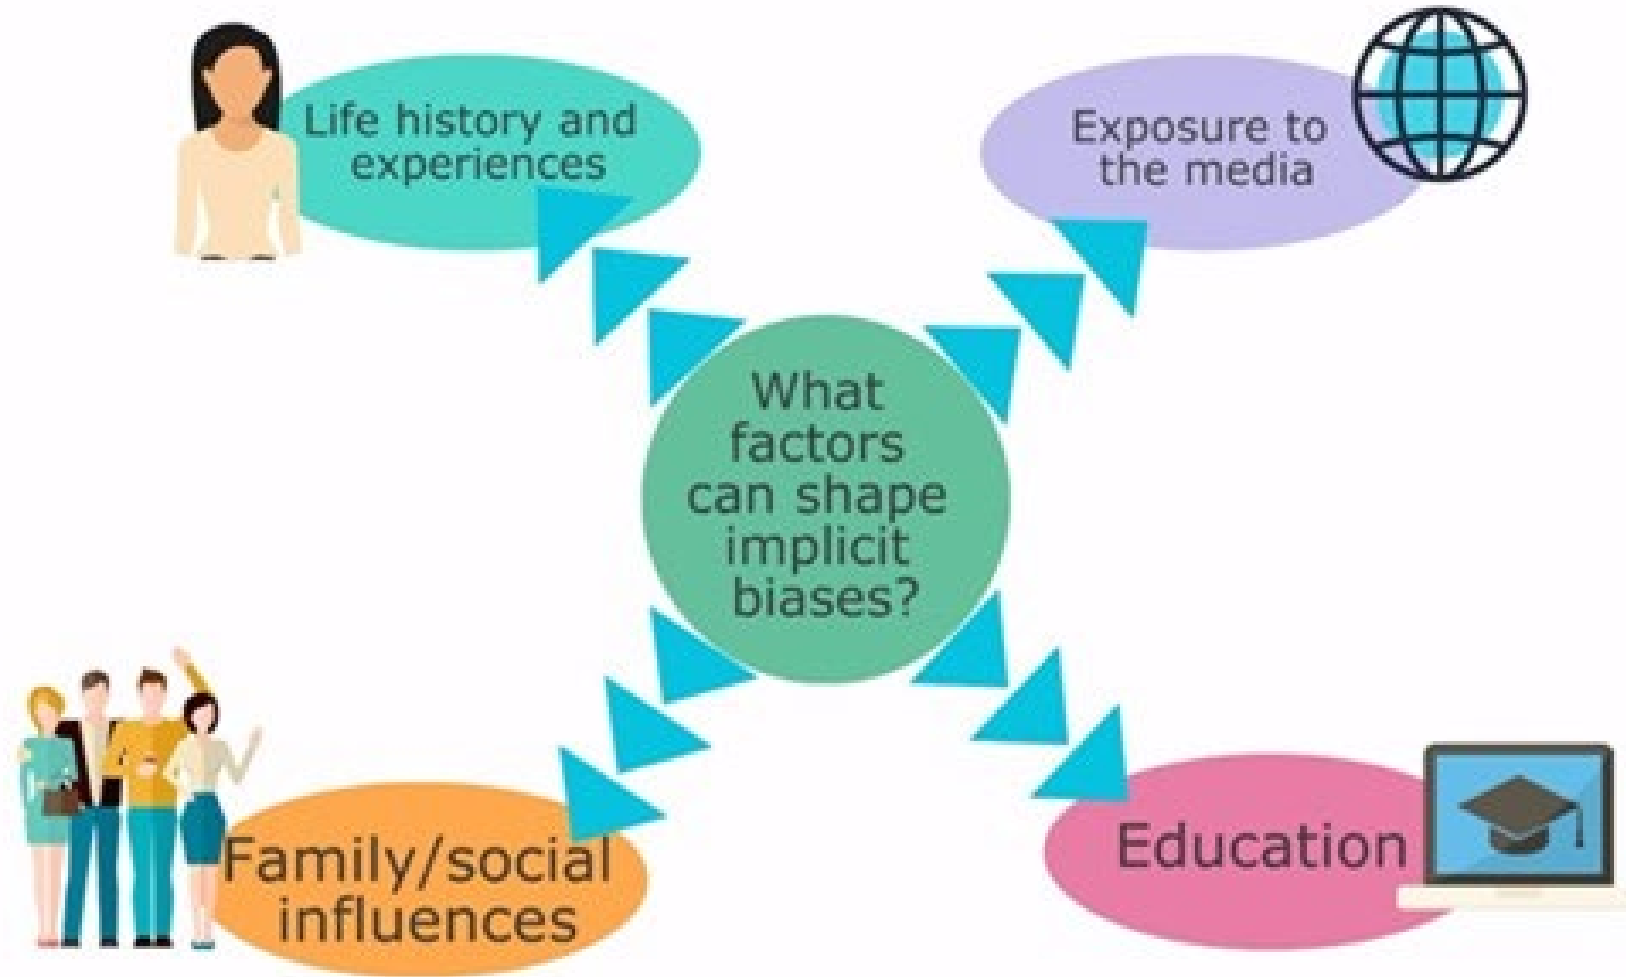 Life history and
experiences
Exposure to
the media
What
factors
can shape
implicit
biases?
Family/social
influences
Education